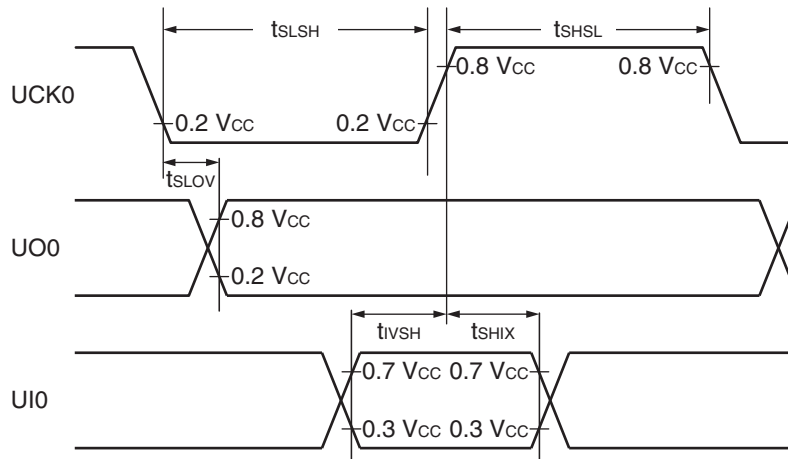 tSLSH tSHSL
UCK0 0.8 VCC 0.8 VCC
0.2 VCC 0.2 VCC
tSLOV
UO0 0.8 VCC
0.2 VCC
tIVSH tSHIX
UI0 0.7 VCC 0.7 VCC
0.3 VCC 0.3 VCC